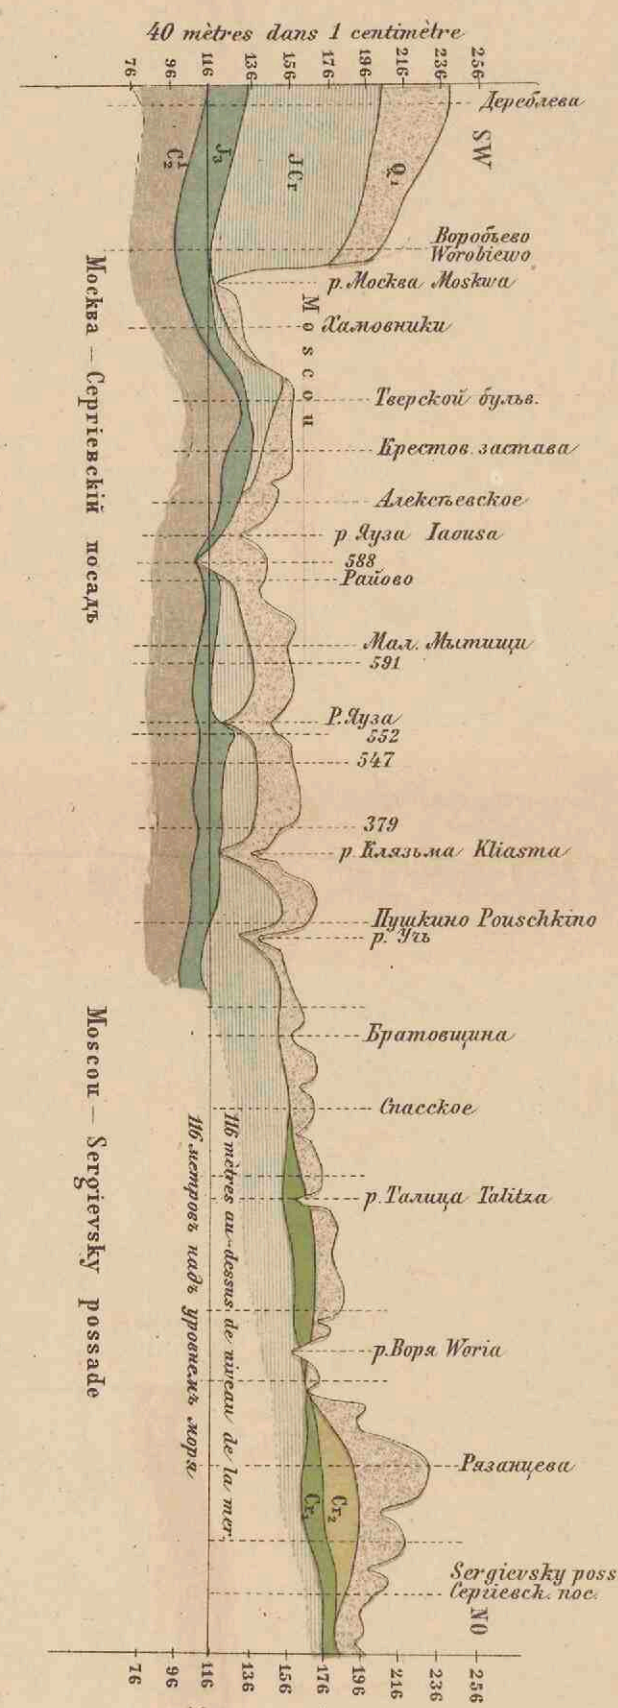 40 mètres dans 1 centimètre
76 96 116 136 156 176 196 216 236 256
Дереблева
SW
C₂¹ J₃ JCr Q₁
Воробьево
Worobiewo
р. Москва Moskwa
Хамовники
Moscou
Тверской бульв.
Крестов. застава
Алексѣевское
р Яуза Iaousa
588
Райово
Мал. Мытищи
591
Р. Яуза
552
547
379
р. Клязьма Kliasma
Пушкино Pouschkino
р. Учь
Москва — Сергіевскій посадъ
Братовщина
Спасское
р. Талица Talitza
р. Воря Woria
Рязанцева
Cr₁ Cr₂
Sergievsky poss
Сергіевск. пос.
NO
Moscou — Sergievsky possade
116 mètres au-dessus de niveau de la mer
116 метровъ надъ уровнемъ моря
76 96 116 136 156 176 196 216 236 256